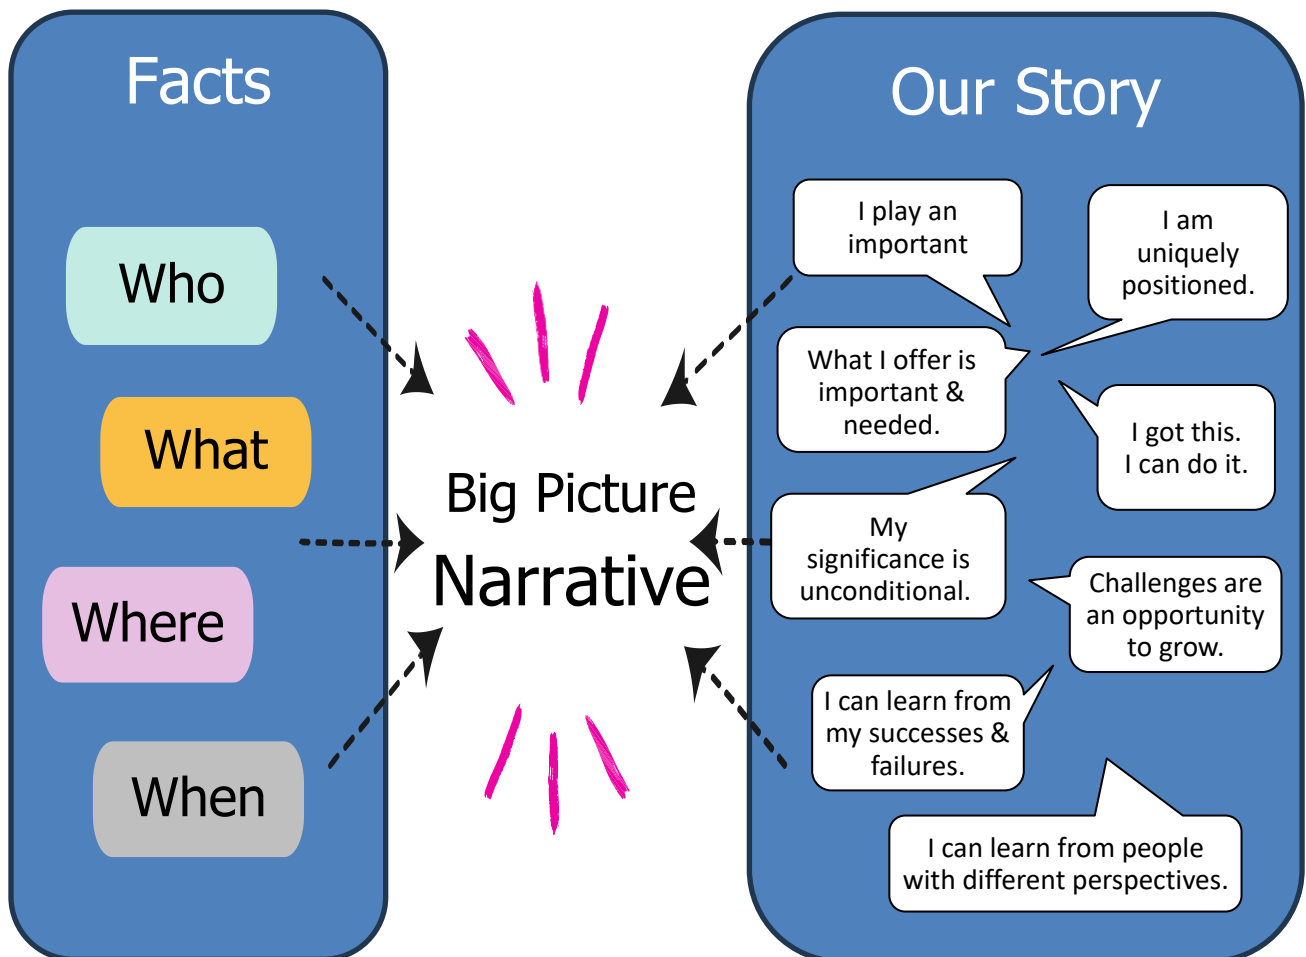 Facts
Who
What
Where
When
Big Picture
Narrative
Our Story
I play an
important
I am
uniquely
positioned.
What I offer is
important &
needed.
I got this.
I can do it.
My
significance is
unconditional.
Challenges are
an opportunity
to grow.
I can learn from
my successes &
failures.
I can learn from people
with different perspectives.